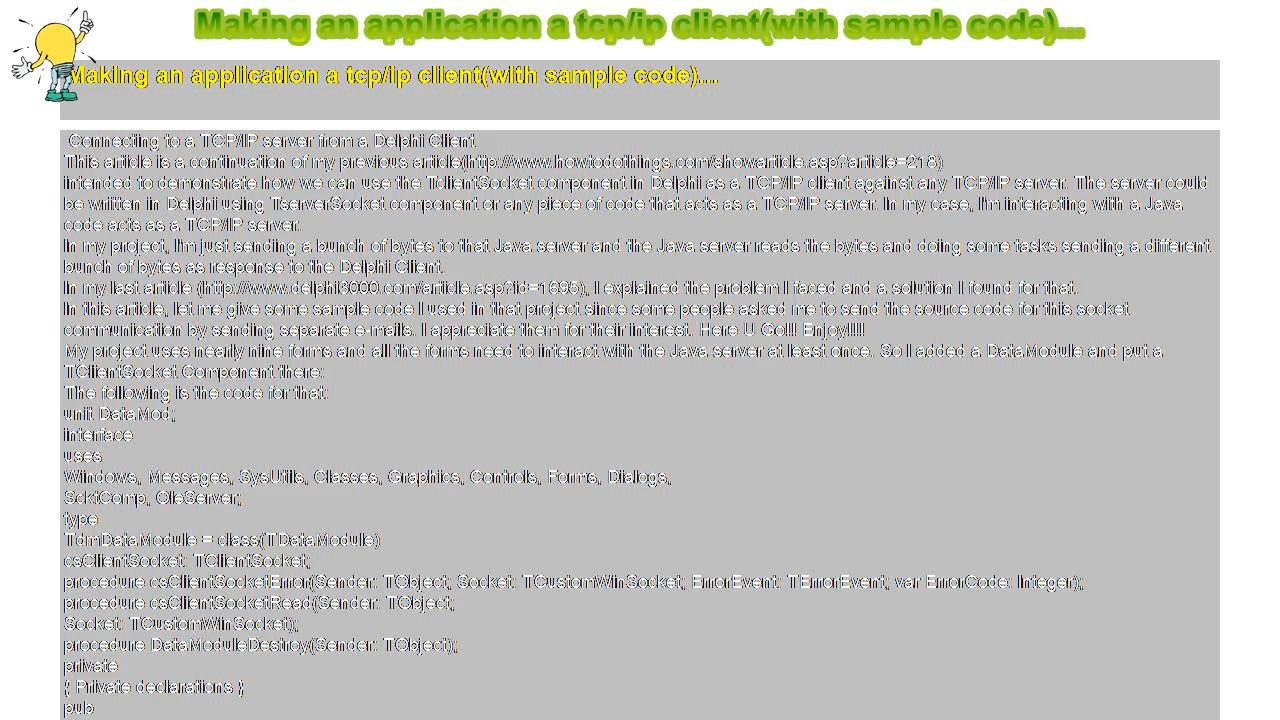 Making an application a tcp/ip client(with sample code)...
Making an application a tcp/ip client(with sample code)...
Connecting to a TCP/IP server from a Delphi Client
This article is a continuation of my previous article(http://www.howtodothings.com/showarticle.asp?article=218)
intended to demonstrate how we can use the TclientSocket component in Delphi as a TCP/IP client against any TCP/IP server. The server could
be written in Delphi using TserverSocket component or any piece of code that acts as a TCP/IP server. In my case, I'm interacting with a Java
code acts as a TCP/IP server.
In my project, I'm just sending a bunch of bytes to that Java server and the Java server reads the bytes and doing some tasks sending a different
bunch of bytes as response to the Delphi Client.
In my last article (http://www.delphi3000.com/article.asp?id=1695), I explained the problem I faced and a solution I found for that.
In this article, let me give some sample code I used in that project since some people asked me to send the source code for this socket
communication by sending separate e-mails. I appreciate them for their interest. Here U Go!!! Enjoy!!!!
My project uses nearly nine forms and all the forms need to interact with the Java server at least once. So I added a DataModule and put a
TClientSocket Component there:
The following is the code for that:
unit DataMod;
interface
uses
Windows, Messages, SysUtils, Classes, Graphics, Controls, Forms, Dialogs,
ScktComp, OleServer;
type
TdmDataModule = class(TDataModule)
csClientSocket: TClientSocket;
procedure csClientSocketError(Sender: TObject; Socket: TCustomWinSocket; ErrorEvent: TErrorEvent; var ErrorCode: Integer);
procedure csClientSocketRead(Sender: TObject;
Socket: TCustomWinSocket);
procedure DataModuleDestroy(Sender: TObject);
private
{ Private declarations }
pub